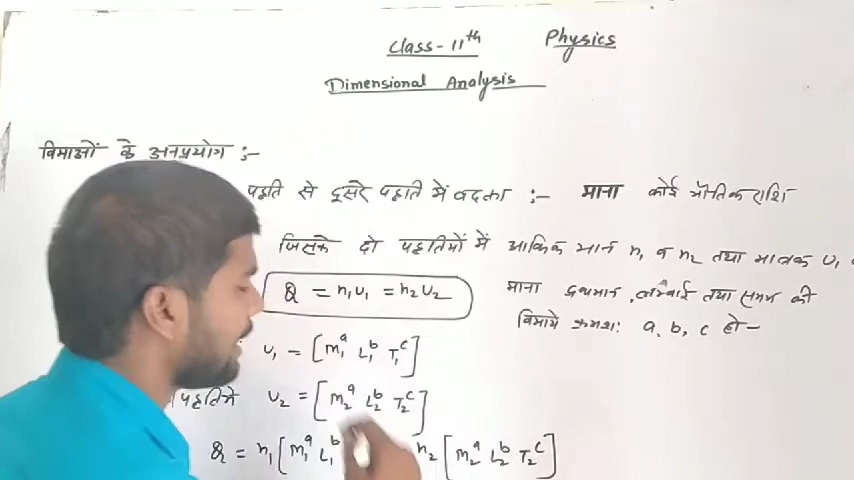 Class-11th Physics
Dimensional Analysis
विमाओं के अनुप्रयोग :-
पद्धति से दूसरे पद्धति में बदलना :- माना कोई भौतिक राशि
जिसके दो पद्धतियों में आंकिक मान n₁ व n₂ तथा मात्रक U₁
Q = n₁U₁ = n₂U₂ माना द्रव्यमान, लम्बाई तथा समय की
विमायें क्रमशः a, b, c हो-
U₁ = [M₁ᵃ L₁ᵇ T₁ᶜ]
पद्धति में U₂ = [M₂ᵃ L₂ᵇ T₂ᶜ]
Q = n₁[M₁ᵃ L₁ᵇ n₂[M₂ᵃ L₂ᵇ T₂ᶜ]